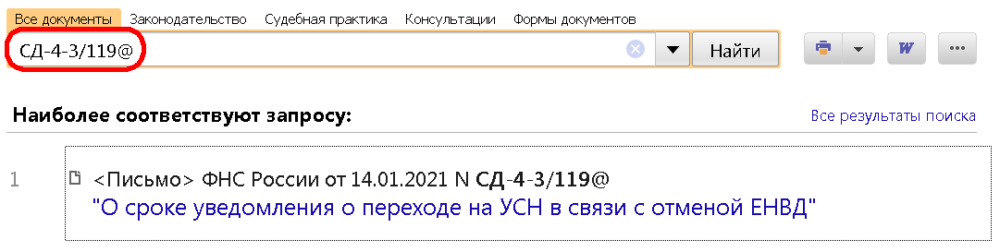 Все документы Законодательство Судебная практика Консультации Формы документов
СД-4-3/119@ Найти W ...
Наиболее соответствуют запросу: Все результаты поиска
1 <Письмо> ФНС России от 14.01.2021 N СД-4-3/119@
"О сроке уведомления о переходе на УСН в связи с отменой ЕНВД"